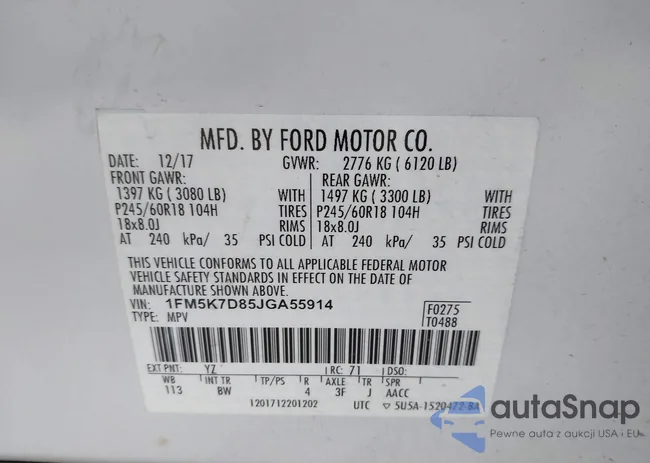 MFD. BY FORD MOTOR CO.
DATE: 12/17 GVWR: 2776 KG ( 6120 LB)
FRONT GAWR: REAR GAWR:
1397 KG ( 3080 LB) WITH 1497 KG ( 3300 LB) WITH
P245/60R18 104H TIRES P245/60R18 104H TIRES
18x8.0J RIMS 18x8.0J RIMS
AT 240 kPa/ 35 PSI COLD AT 240 kPa/ 35 PSI COLD
THIS VEHICLE CONFORMS TO ALL APPLICABLE FEDERAL MOTOR
VEHICLE SAFETY STANDARDS IN EFFECT ON THE DATE OF
MANUFACTURE SHOWN ABOVE.
VIN: 1FM5K7D85JGA55914 F0275
TYPE: MPV T0488
EXT PNT: YZ RC: 71 DSO:
WB INT TR TP/PS R AXLE TR SPR
113 BW 4 3F J AACC
1201712201202 UTC ▽ 5U5A-1520472-BA
autoSnap
Pewne auta z aukcji USA i EU